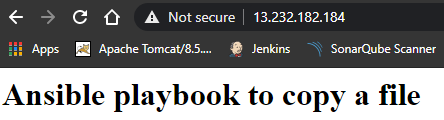 Not secure | 13.232.182.184
Apps Apache Tomcat/8.5.... Jenkins SonarQube Scanner
Ansible playbook to copy a file